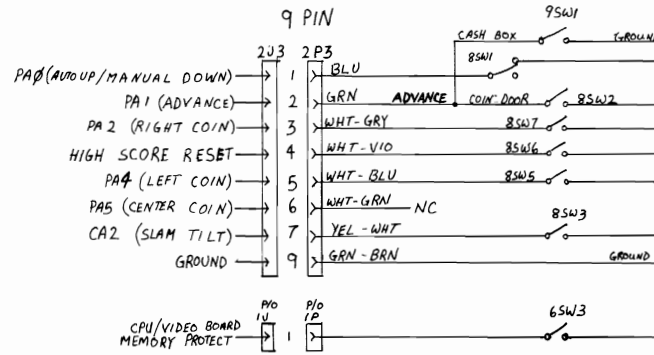 9 PIN
9SW1
CASH BOX
GROUND
2J3 2P3
8SW1
PAØ (AUTO UP/MANUAL DOWN) 1 BLU
PA1 (ADVANCE) 2 GRN ADVANCE COIN DOOR 8SW2
PA2 (RIGHT COIN) 3 WHT-GRY 8SW7
HIGH SCORE RESET 4 WHT-VIO 8SW6
PA4 (LEFT COIN) 5 WHT-BLU 8SW5
PA5 (CENTER COIN) 6 WHT-GRN NC
CA2 (SLAM TILT) 7 YEL-WHT 8SW3
GROUND 9 GRN-BRN GROUND
P/O P/O
1J 1P
CPU/VIDEO BOARD
MEMORY PROTECT 1 6SW3